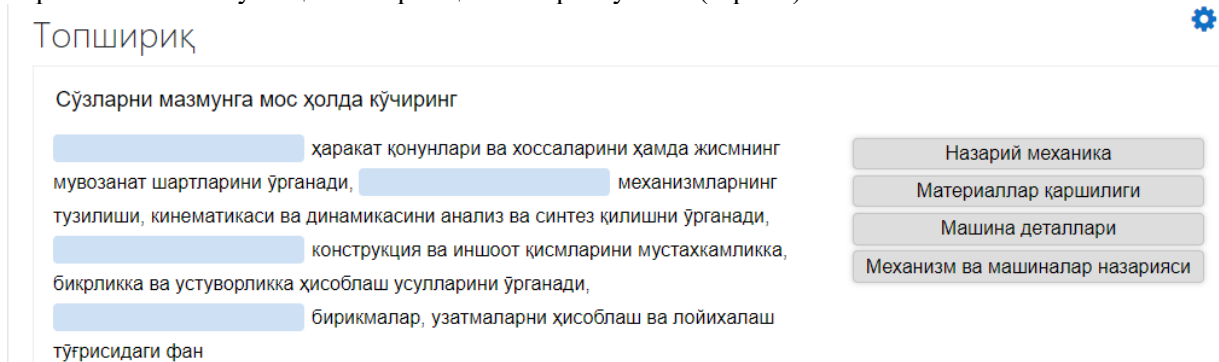 Топшириқ
Сўзларни мазмунга мос ҳолда кўчиринг
ҳаракат қонунлари ва хоссаларини ҳамда жисмнинг
мувозанат шартларини ўрганади, механизмларнинг
тузилиши, кинематикаси ва динамикасини анализ ва синтез қилишни ўрганади,
конструкция ва иншоот қисмларини мустахкамликка,
бикрликка ва устуворликка ҳисоблаш усулларини ўрганади,
бирикмалар, узатмаларни ҳисоблаш ва лойихалаш
тўғрисидаги фан
Назарий механика
Материаллар қаршилиги
Машина деталлари
Механизм ва машиналар назарияси